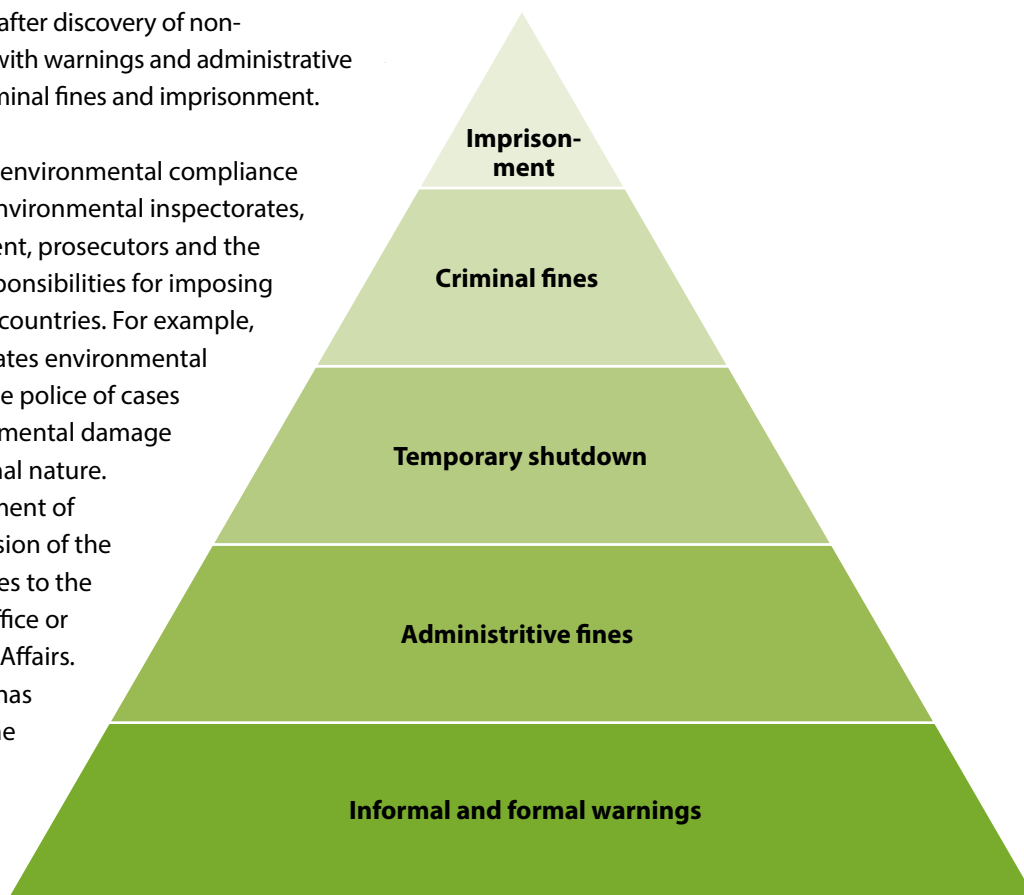 after discovery of non-
with warnings and administrative
minal fines and imprisonment.
environmental compliance
nvironmental inspectorates,
ent, prosecutors and the
ponsibilities for imposing
countries. For example,
ates environmental
e police of cases
mental damage
nal nature.
ment of
sion of the
es to the
ffice or
Affairs.
has
ne
Imprison-
ment
Criminal fines
Temporary shutdown
Administritive fines
Informal and formal warnings